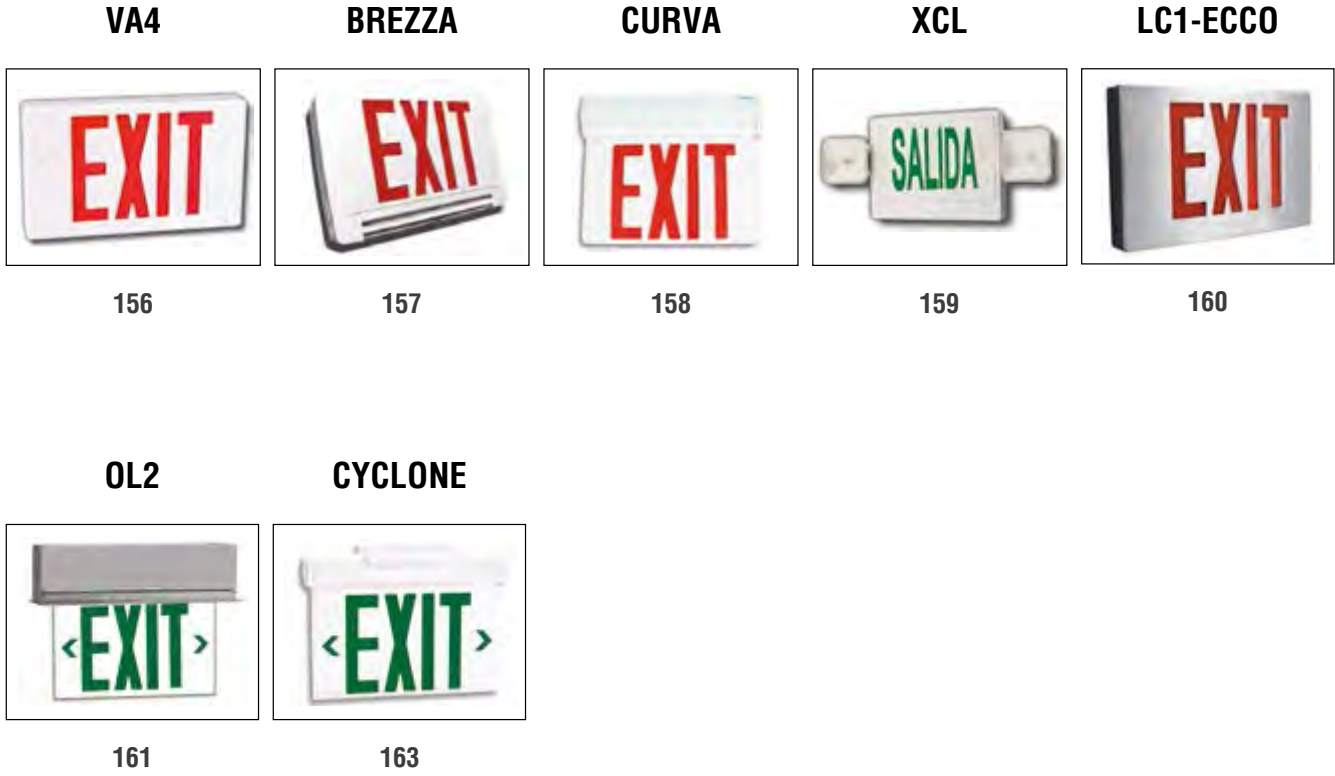 VA4 BREZZA CURVA XCL LC1-ECCO
EXIT EXIT EXIT SALIDA EXIT
156 157 158 159 160
OL2 CYCLONE
<EXIT> <EXIT>
161 163